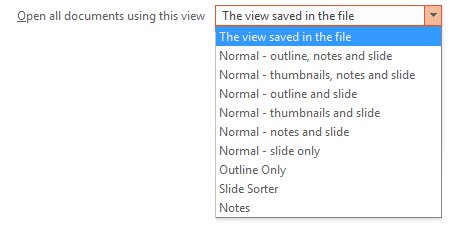 Open all documents using this view The view saved in the file
The view saved in the file
Normal - outline, notes and slide
Normal - thumbnails, notes and slide
Normal - outline and slide
Normal - thumbnails and slide
Normal - notes and slide
Normal - slide only
Outline Only
Slide Sorter
Notes